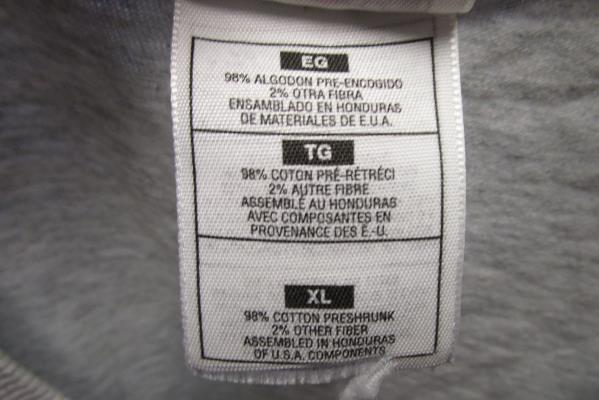 EG
98% ALGODON PRE-ENCOGIDO
2% OTRA FIBRA
ENSAMBLADO EN HONDURAS
DE MATERIALES DE E.U.A.
TG
98% COTON PRÉ-RÉTRÉCI
2% AUTRE FIBRE
ASSEMBLÉ AU HONDURAS
AVEC COMPOSANTES EN
PROVENANCE DES É.-U.
XL
98% COTTON PRESHRUNK
2% OTHER FIBER
ASSEMBLED IN HONDURAS
OF U.S.A. COMPONENTS